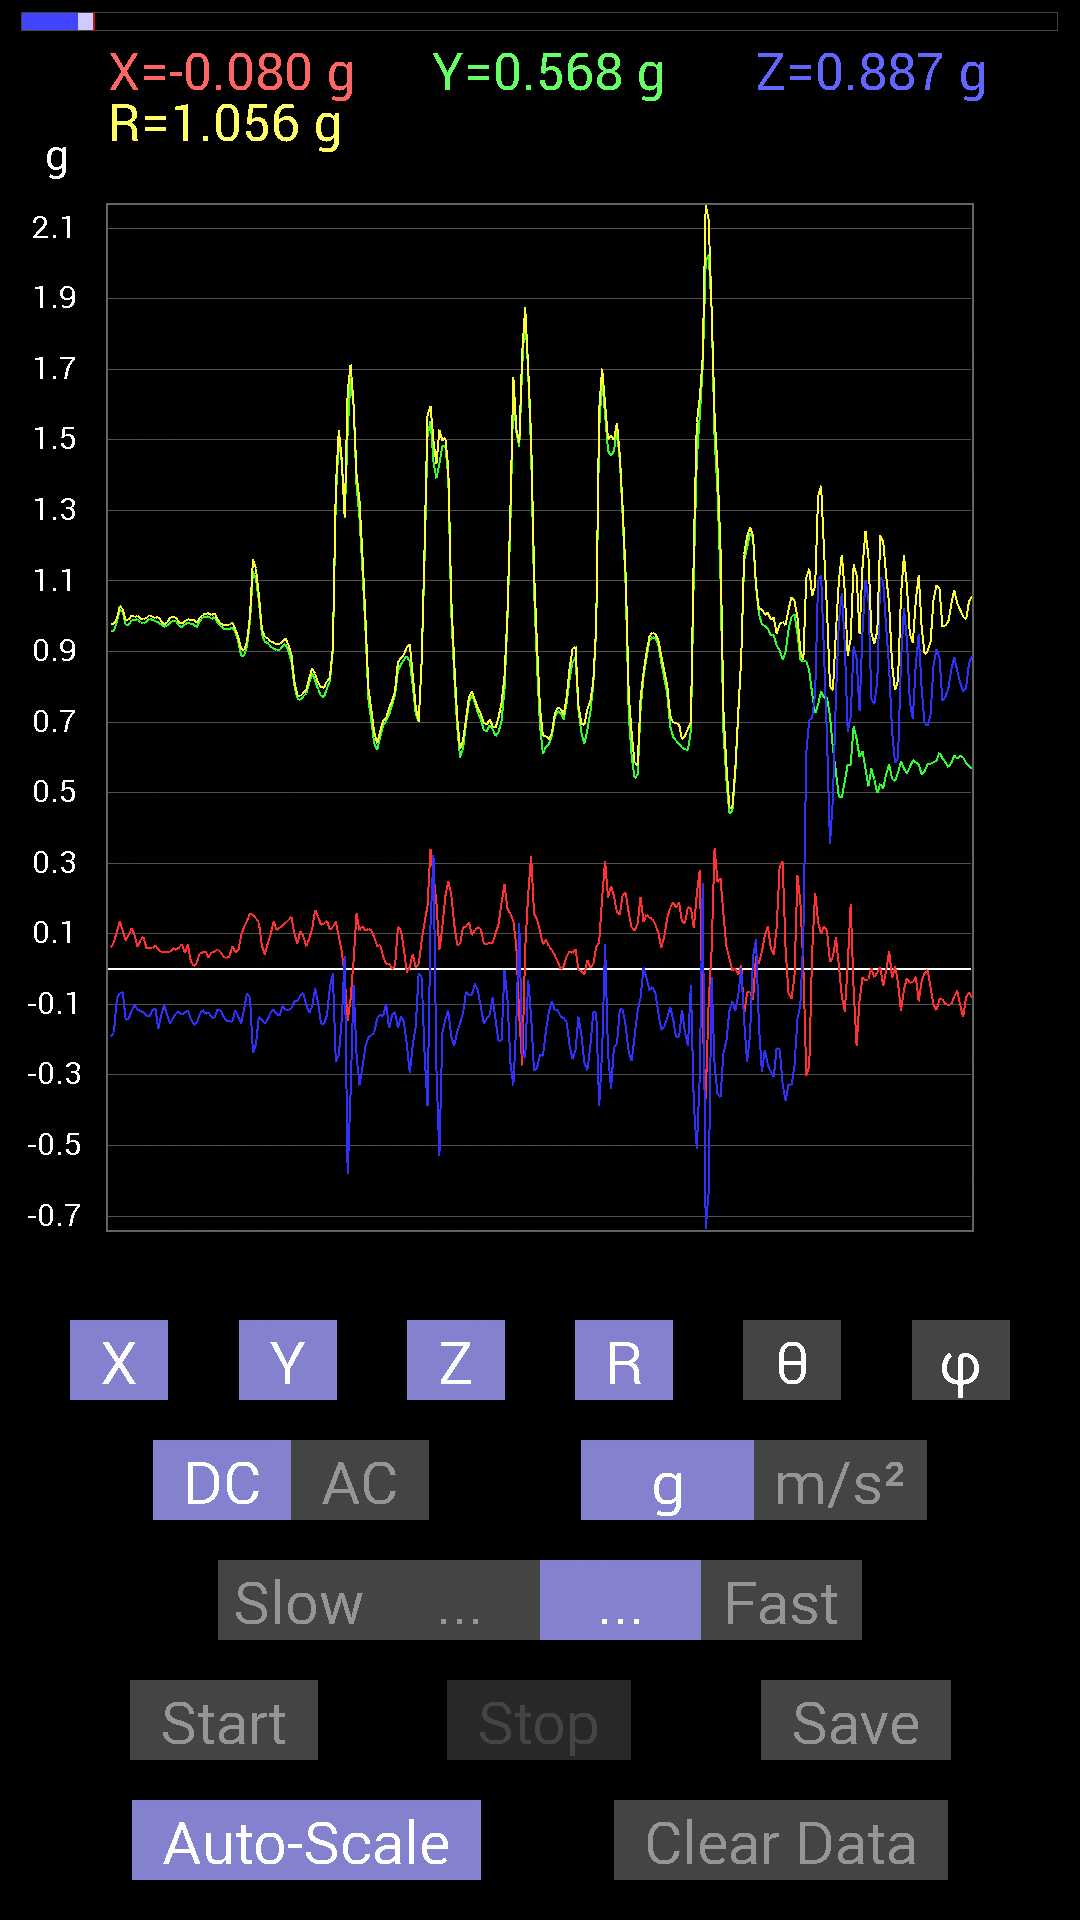 X=-0.080 g Y=0.568 g Z=0.887 g
R=1.056 g
g
2.1
1.9
1.7
1.5
1.3
1.1
0.9
0.7
0.5
0.3
0.1
-0.1
-0.3
-0.5
-0.7
X Y Z R θ φ
DC AC g m/s²
Slow ... ... Fast
Start Stop Save
Auto-Scale Clear Data